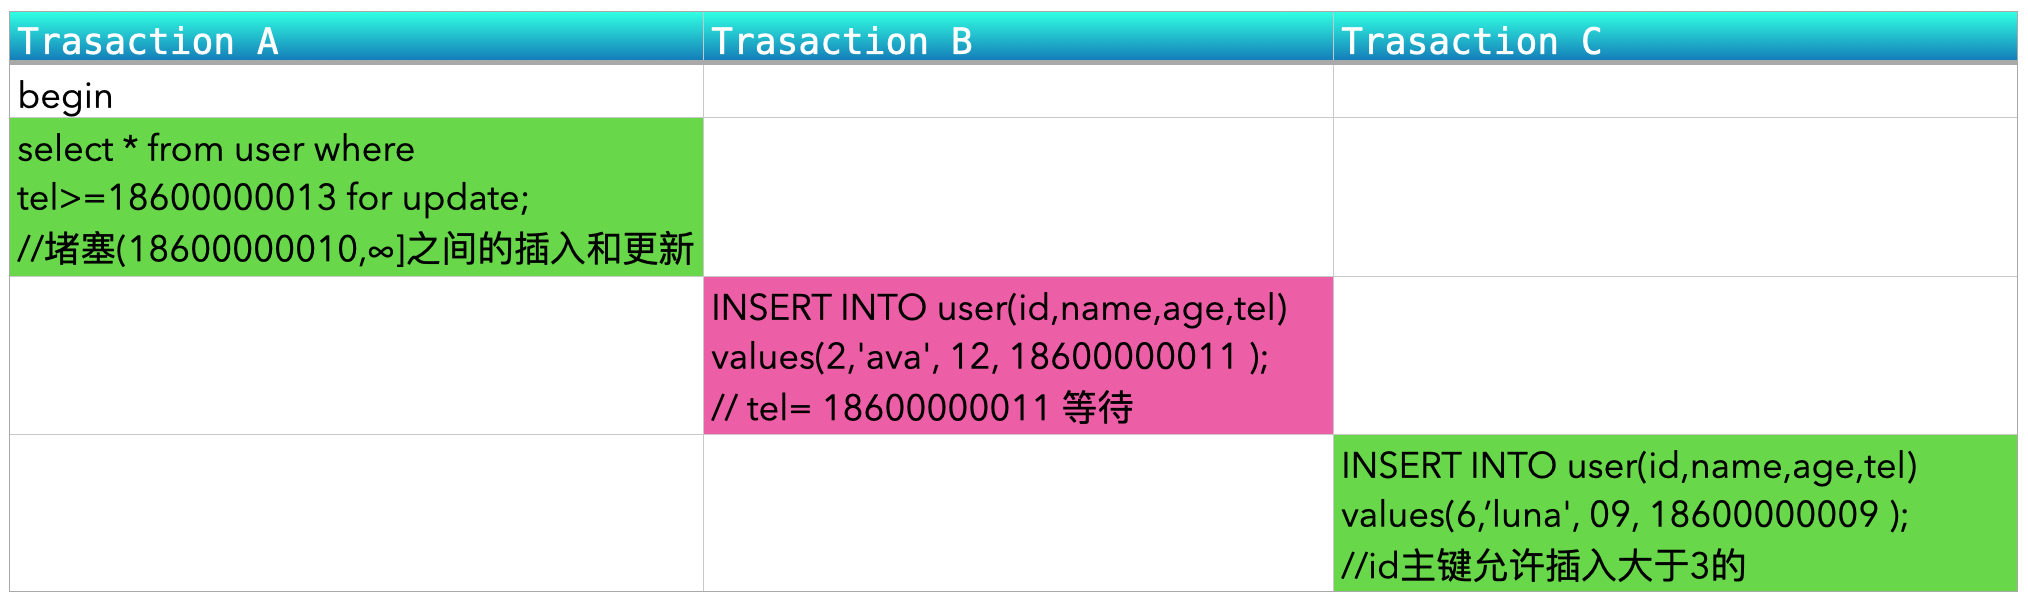 Trasaction A
Trasaction B
Trasaction C
begin
select * from user where
tel>=18600000013 for update;
//堵塞(18600000010,∞]之间的插入和更新
INSERT INTO user(id,name,age,tel)
values(2,'ava', 12, 18600000011 );
// tel= 18600000011 等待
INSERT INTO user(id,name,age,tel)
values(6,‘luna', 09, 18600000009 );
//id主键允许插入大于3的